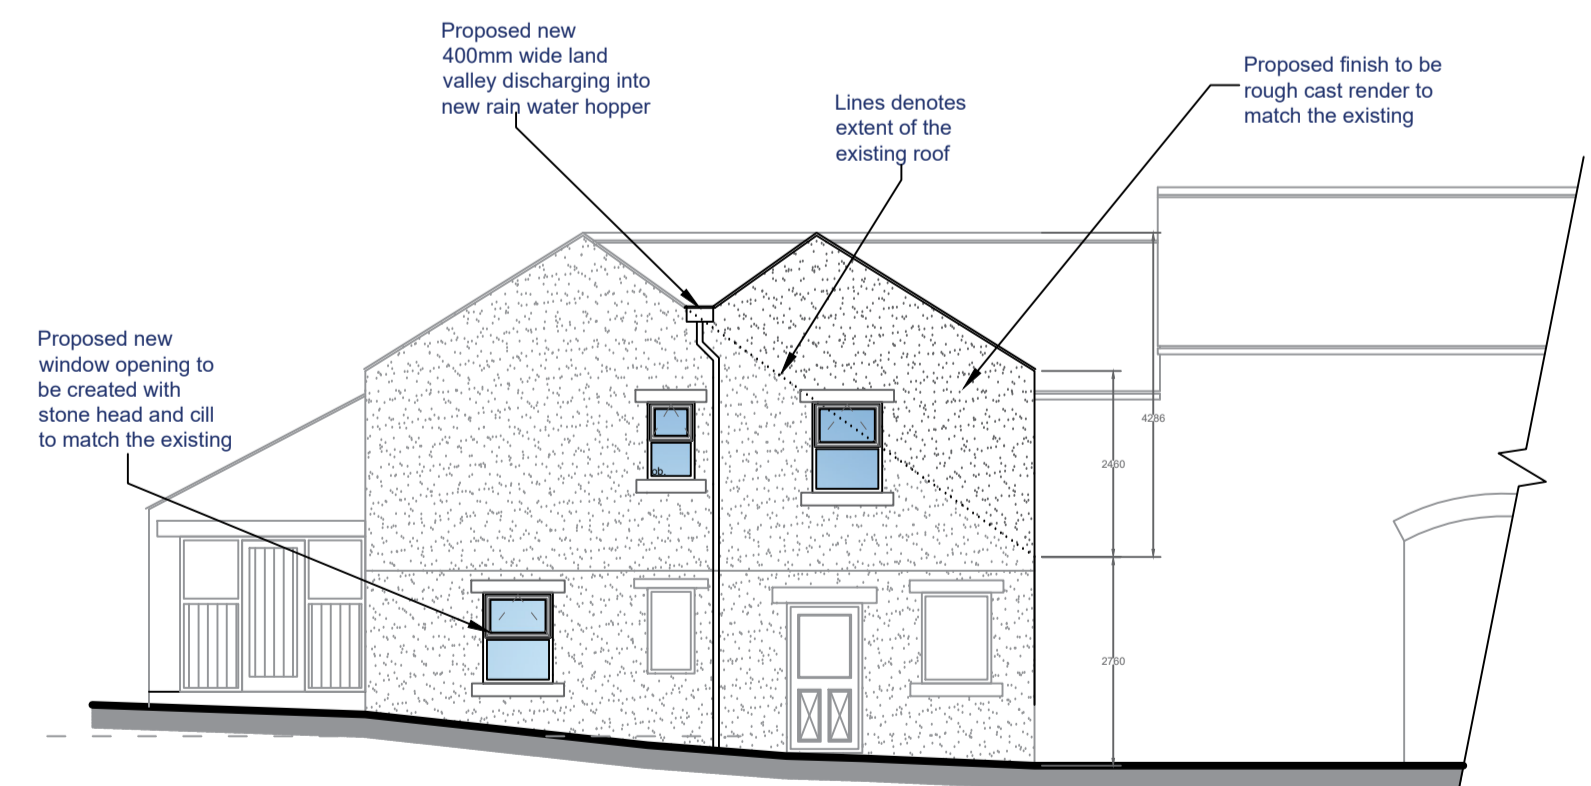 Proposed new
400mm wide land
valley discharging into
new rain water hopper
Lines denotes
extent of the
existing roof
Proposed finish to be
rough cast render to
match the existing
Proposed new
window opening to
be created with
stone head and cill
to match the existing
4286
2460
ob.
2760